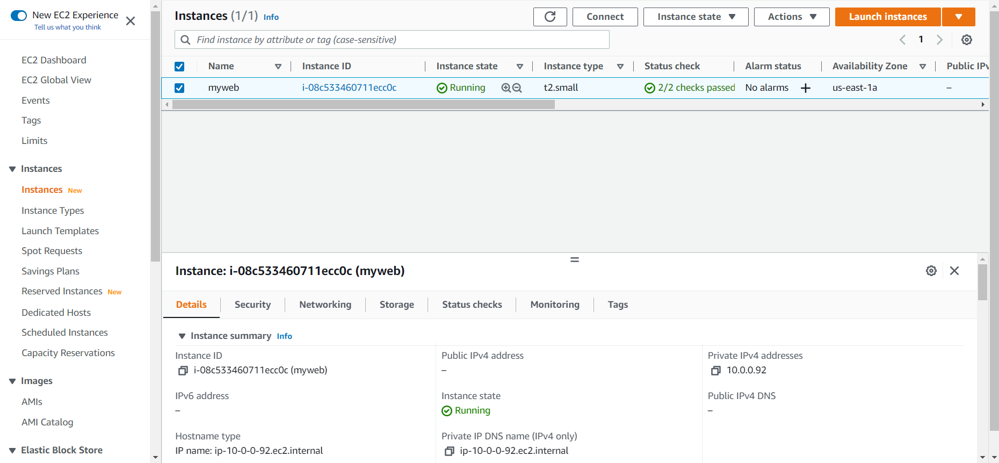 New EC2 Experience
Tell us what you think
EC2 Dashboard
EC2 Global View
Events
Tags
Limits
Instances
Instances New
Instance Types
Launch Templates
Spot Requests
Savings Plans
Reserved Instances New
Dedicated Hosts
Scheduled Instances
Capacity Reservations
Images
AMIs
AMI Catalog
Elastic Block Store
Instances (1/1) Info
Connect
Instance state
Actions
Launch instances
Find instance by attribute or tag (case-sensitive)
1
Name Instance ID Instance state Instance type Status check Alarm status Availability Zone Public IPv
myweb i-08c533460711ecc0c Running t2.small 2/2 checks passed No alarms + us-east-1a –
Instance: i-08c533460711ecc0c (myweb)
Details Security Networking Storage Status checks Monitoring Tags
Instance summary Info
Instance ID Public IPv4 address Private IPv4 addresses
i-08c533460711ecc0c (myweb) – 10.0.0.92
IPv6 address Instance state Public IPv4 DNS
– Running –
Hostname type Private IP DNS name (IPv4 only)
IP name: ip-10-0-0-92.ec2.internal ip-10-0-0-92.ec2.internal